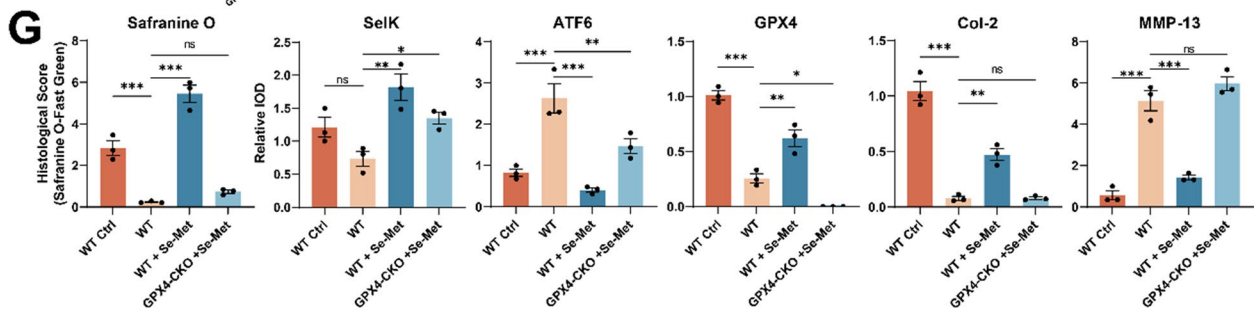 G
Safranine O
Histological Score
(Safranine O-Fast Green)
8
6
4
2
0
***
***
ns
WT Ctrl
WT
WT + Se-Met
GPX4-CKO +Se-Met
SelK
Relative IOD
2.5
2.0
1.5
1.0
0.5
0.0
ns
**
*
WT Ctrl
WT
WT + Se-Met
GPX4-CKO +Se-Met
ATF6
4
3
2
1
0
***
**
***
WT Ctrl
WT
WT + Se-Met
GPX4-CKO +Se-Met
GPX4
1.5
1.0
0.5
0.0
***
*
**
WT Ctrl
WT
WT + Se-Met
GPX4-CKO +Se-Met
Col-2
1.5
1.0
0.5
0.0
***
ns
**
WT Ctrl
WT
WT + Se-Met
GPX4-CKO +Se-Met
MMP-13
8
6
4
2
0
***
ns
***
WT Ctrl
WT
WT + Se-Met
GPX4-CKO +Se-Met